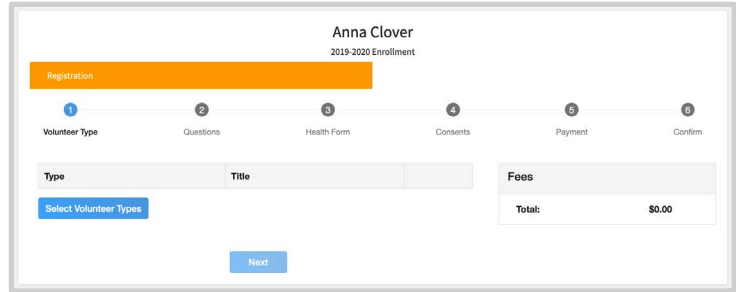 Anna Clover
2019-2020 Enrollment
Registration
1 2 3 4 5 6
Volunteer Type Questions Health Form Consents Payment Confirm
Type Title Fees
Select Volunteer Types Total: $0.00
Next